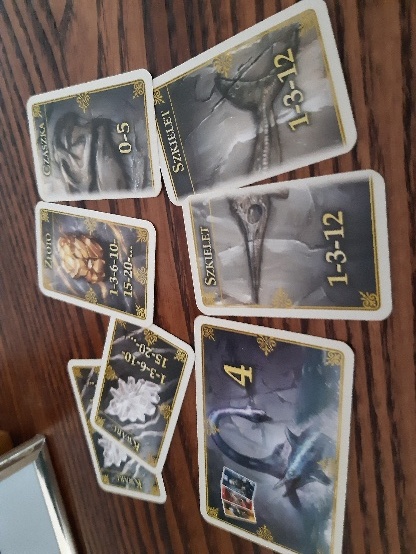 CZASZKA
0-5
SZKIELET
1-3-12
ZŁOTO
1-3-6-10-
15-20-...
SZKIELET
1-3-12
1-3-6-10-
15-20-...
4